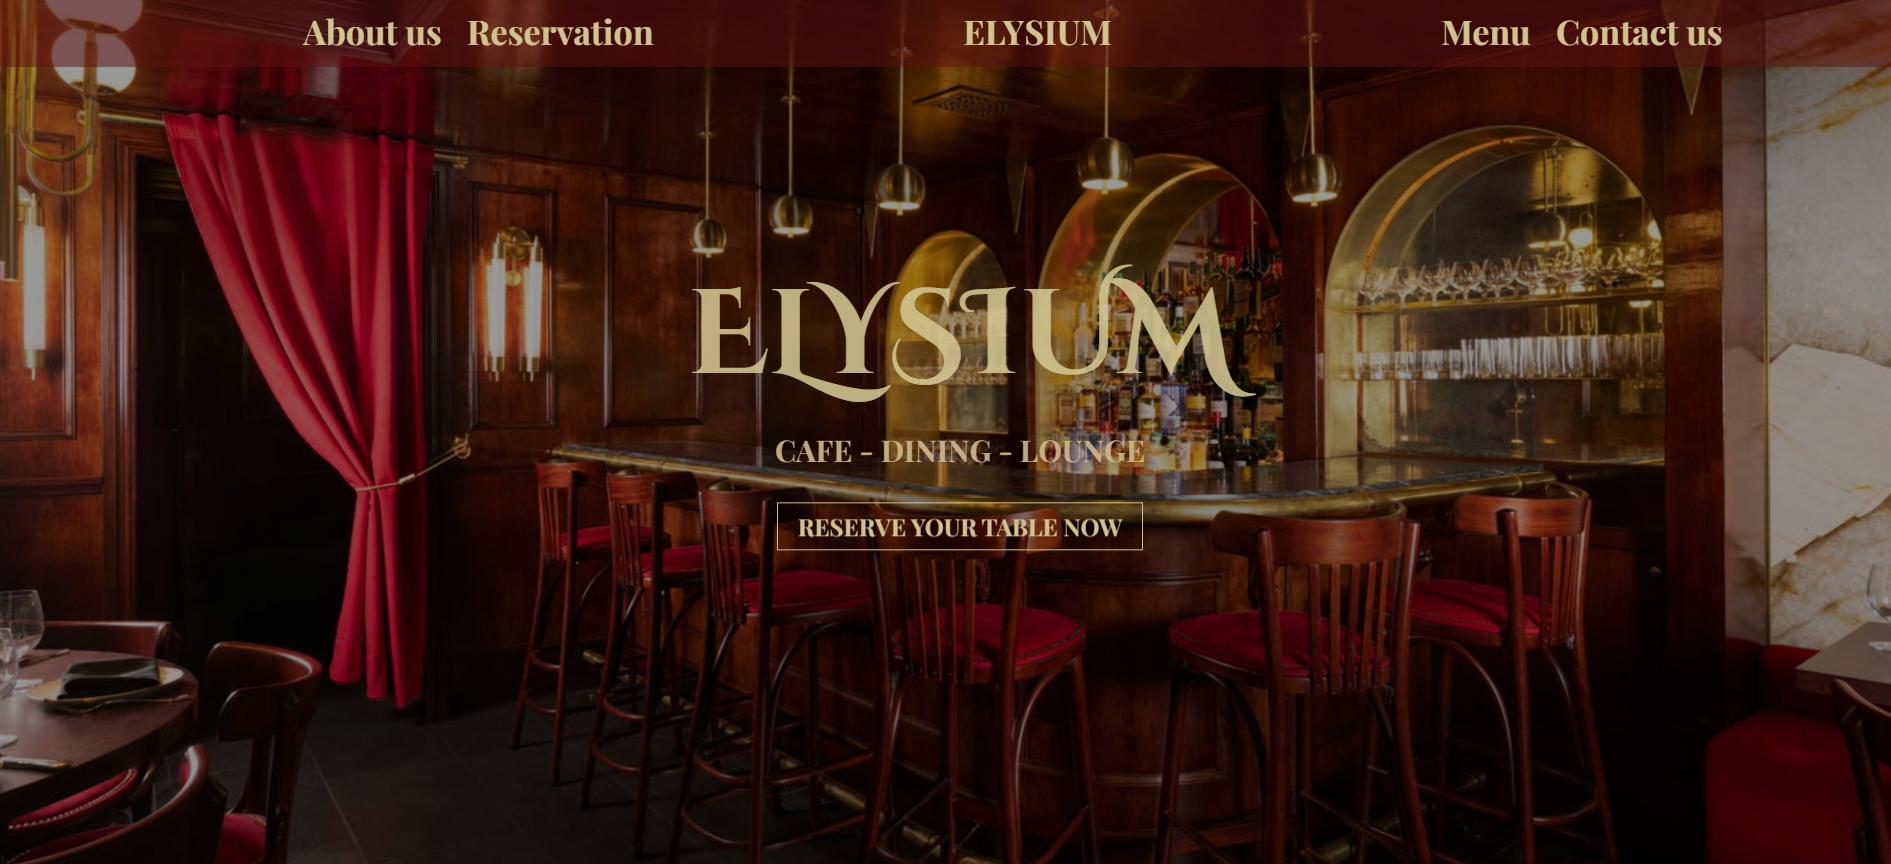 About us Reservation ELYSIUM Menu Contact us
ELYSIUM
CAFE - DINING - LOUNGE
RESERVE YOUR TABLE NOW